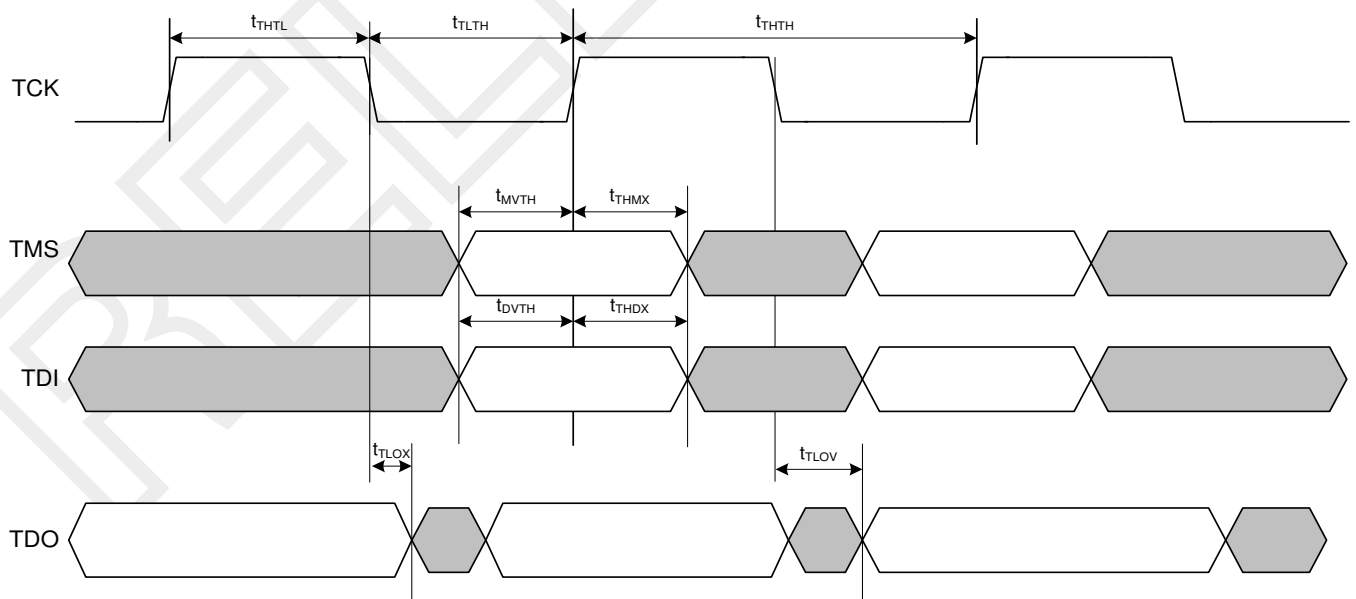 tTHTL tTLTH tTHTH
TCK
tMVTH tTHMX
TMS
tDVTH tTHDX
TDI
tTLOX tTLOV
TDO